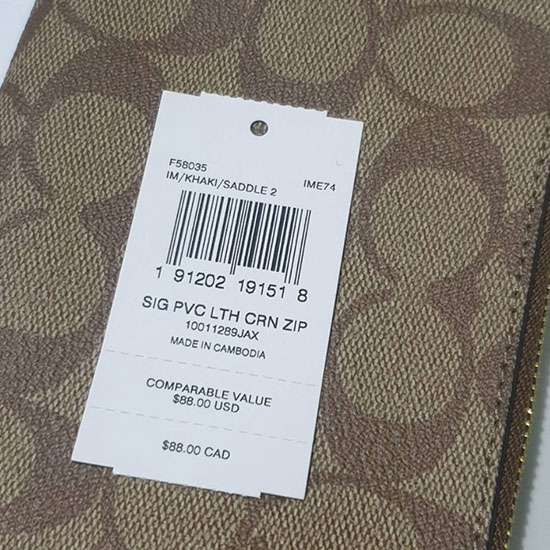 F58035
IM/KHAKI/SADDLE 2 IME74
1 91202 19151 8
SIG PVC LTH CRN ZIP
10011289JAX
MADE IN CAMBODIA
COMPARABLE VALUE
$88.00 USD
$88.00 CAD